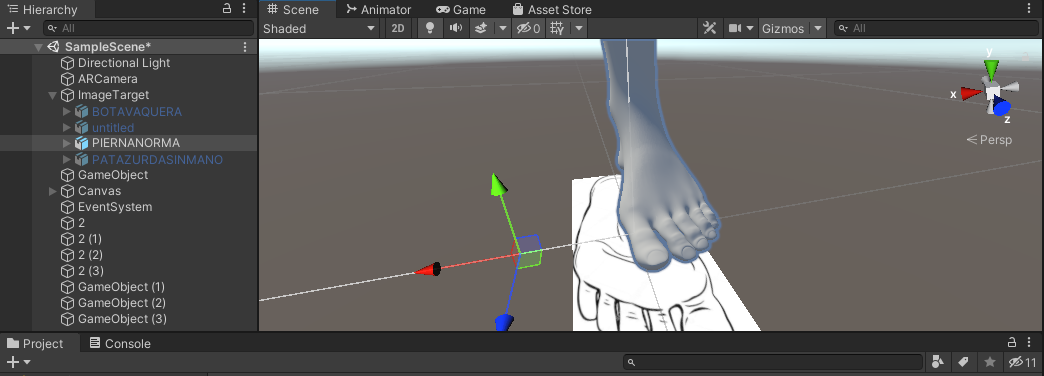 Hierarchy
All
SampleScene*
Directional Light
ARCamera
ImageTarget
BOTAVAQUERA
untitled
PIERNANORMA
PATAZURDASINMANO
GameObject
Canvas
EventSystem
2
2 (1)
2 (2)
2 (3)
GameObject (1)
GameObject (2)
GameObject (3)
Scene Animator Game Asset Store
Shaded 2D 0 Gizmos All
y
x
z
Persp
Project Console
11